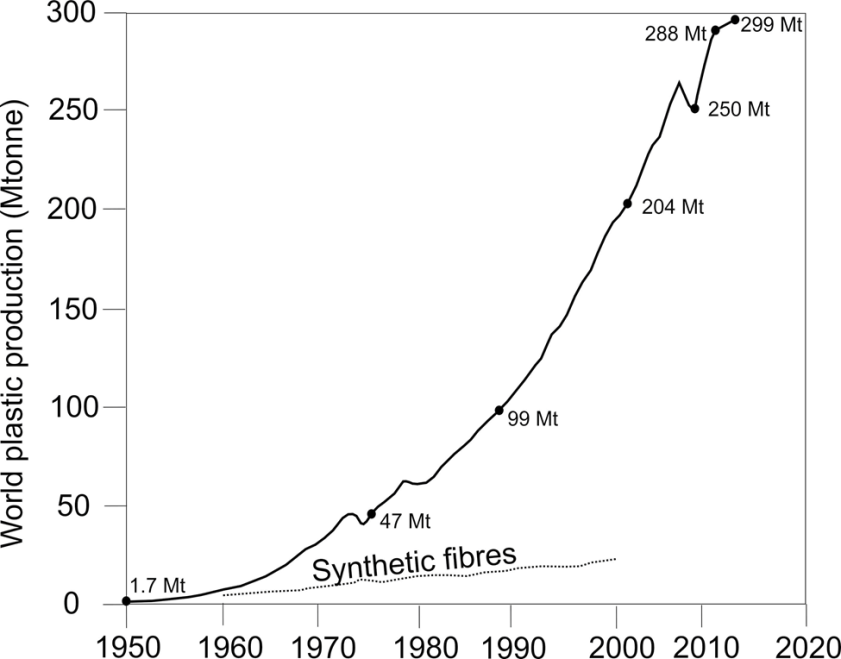 World plastic production (Mtonne)
300
250
200
150
100
50
0
299 Mt
288 Mt
250 Mt
204 Mt
99 Mt
47 Mt
Synthetic fibres
1.7 Mt
1950 1960 1970 1980 1990 2000 2010 2020